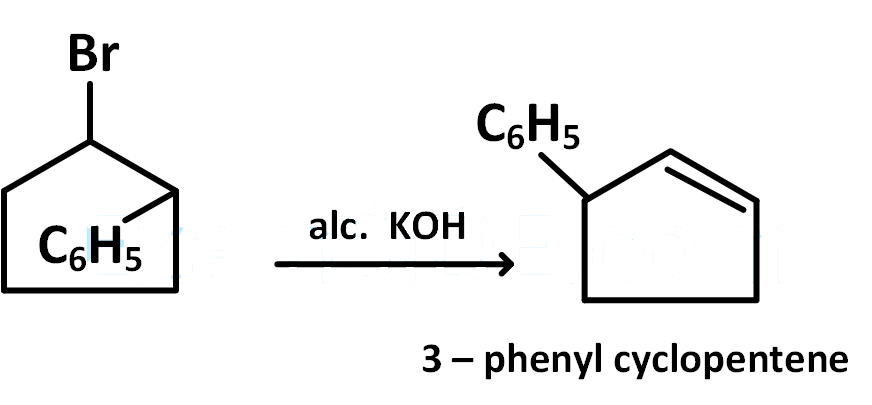 Br
C₆H₅
C₆H₅
alc. KOH
3 – phenyl cyclopentene